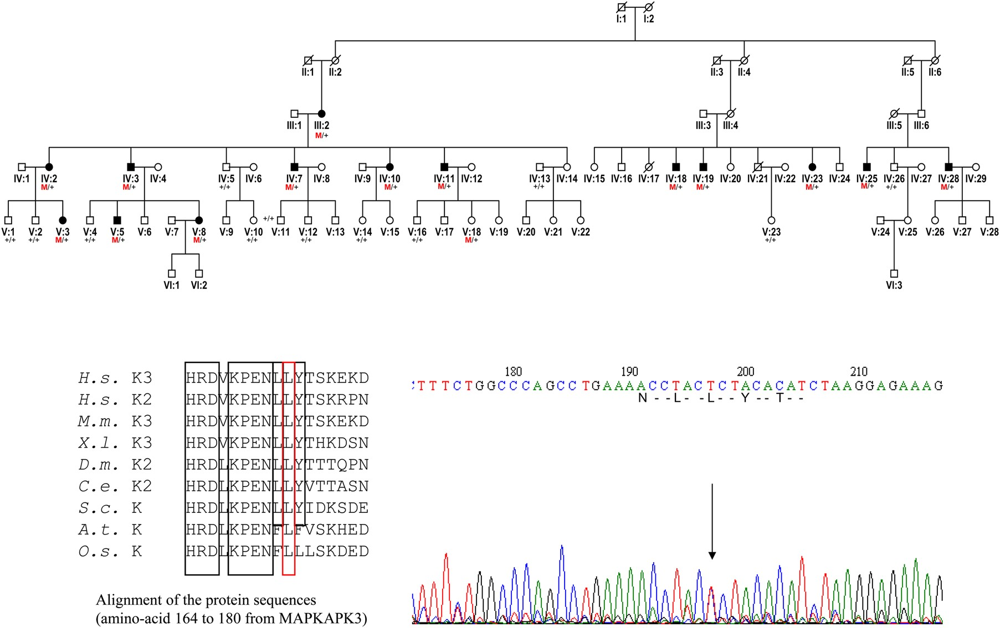 I:1 I:2
II:1 II:2 II:3 II:4 II:5 II:6
III:1 III:2 III:3 III:4 III:5 III:6
M/+
IV:1 IV:2 IV:3 IV:4 IV:5 IV:6 IV:7 IV:8 IV:9 IV:10 IV:11 IV:12 IV:13 IV:14 IV:15 IV:16 IV:17 IV:18 IV:19 IV:20 IV:21 IV:22 IV:23 IV:24 IV:25 IV:26 IV:27 IV:28 IV:29
M/+ M/+ +/+ M/+ M/+ M/+ +/+ M/+ M/+ M/+ M/+ +/+ M/+
+/+
V:1 V:2 V:3 V:4 V:5 V:6 V:7 V:8 V:9 V:10 V:11 V:12 V:13 V:14 V:15 V:16 V:17 V:18 V:19 V:20 V:21 V:22 V:23 V:24 V:25 V:26 V:27 V:28
+/+ +/+ M/+ +/+ M/+ M/+ +/+ +/+ +/+ +/+ M/+ +/+
VI:1 VI:2 VI:3
H.s. K3 HRDVKPENLLYTSKEKD
H.s. K2 HRDVKPENLLYTSKRPN
M.m. K3 HRDVKPENLLYTSKEKD
X.l. K3 HRDVKPENLLYTHKDSN
D.m. K2 HRDLKPENLLYTTTQPN
C.e. K2 HRDLKPENLLYVTTASN
S.c. K HRDLKPENLLYIDKSDE
A.t. K HRDLKPENFLFVSKHED
O.s. K HRDLKPENFLLLSKDED
Alignment of the protein sequences
(amino-acid 164 to 180 from MAPKAPK3)
180 190 200 210
TTTCTGGCCCAGCCTGAAAACCTACTCTACACATCTAAGGAGAAAG
N--L--L--Y--T--